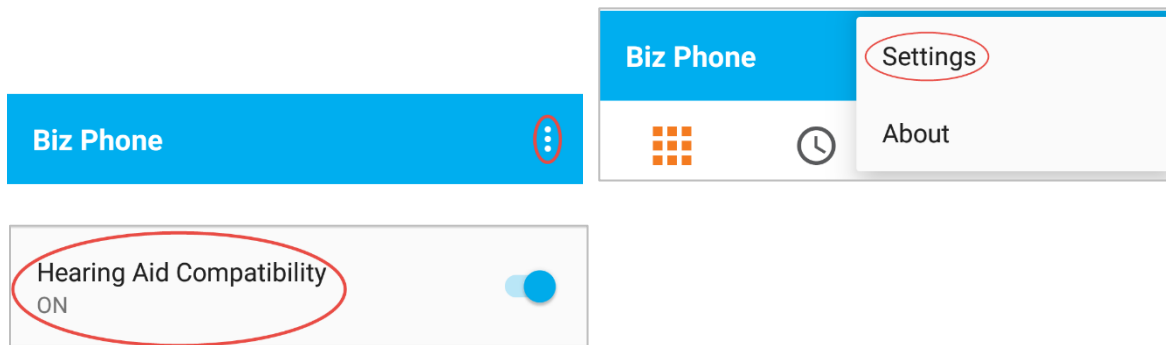 Biz Phone
Biz Phone
Settings
About
Hearing Aid Compatibility
ON